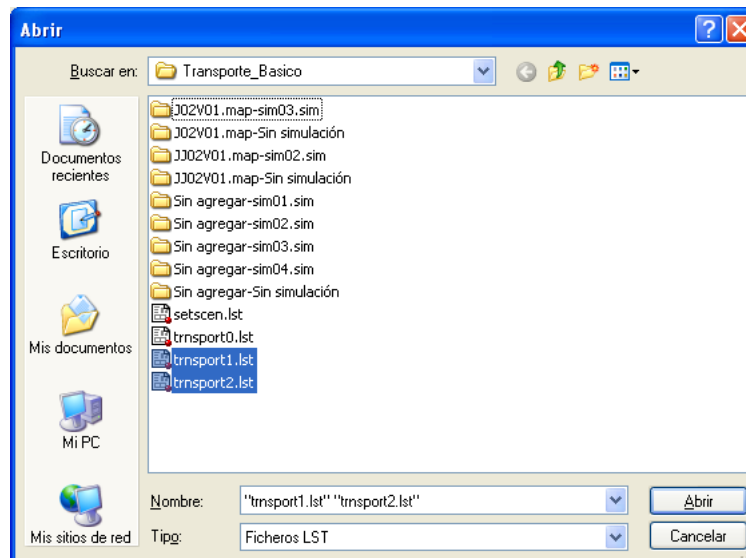 Abrir
Buscar en: Transporte_Basico
Documentos recientes
Escritorio
Mis documentos
Mi PC
Mis sitios de red
J02V01.map-sim03.sim
J02V01.map-Sin simulación
JJ02V01.map-sim02.sim
JJ02V01.map-Sin simulación
Sin agregar-sim01.sim
Sin agregar-sim02.sim
Sin agregar-sim03.sim
Sin agregar-sim04.sim
Sin agregar-Sin simulación
setscen.lst
trnsport0.lst
trnsport1.lst
trnsport2.lst
Nombre: "trnsport1.lst" "trnsport2.lst" Abrir
Tipo: Ficheros LST Cancelar